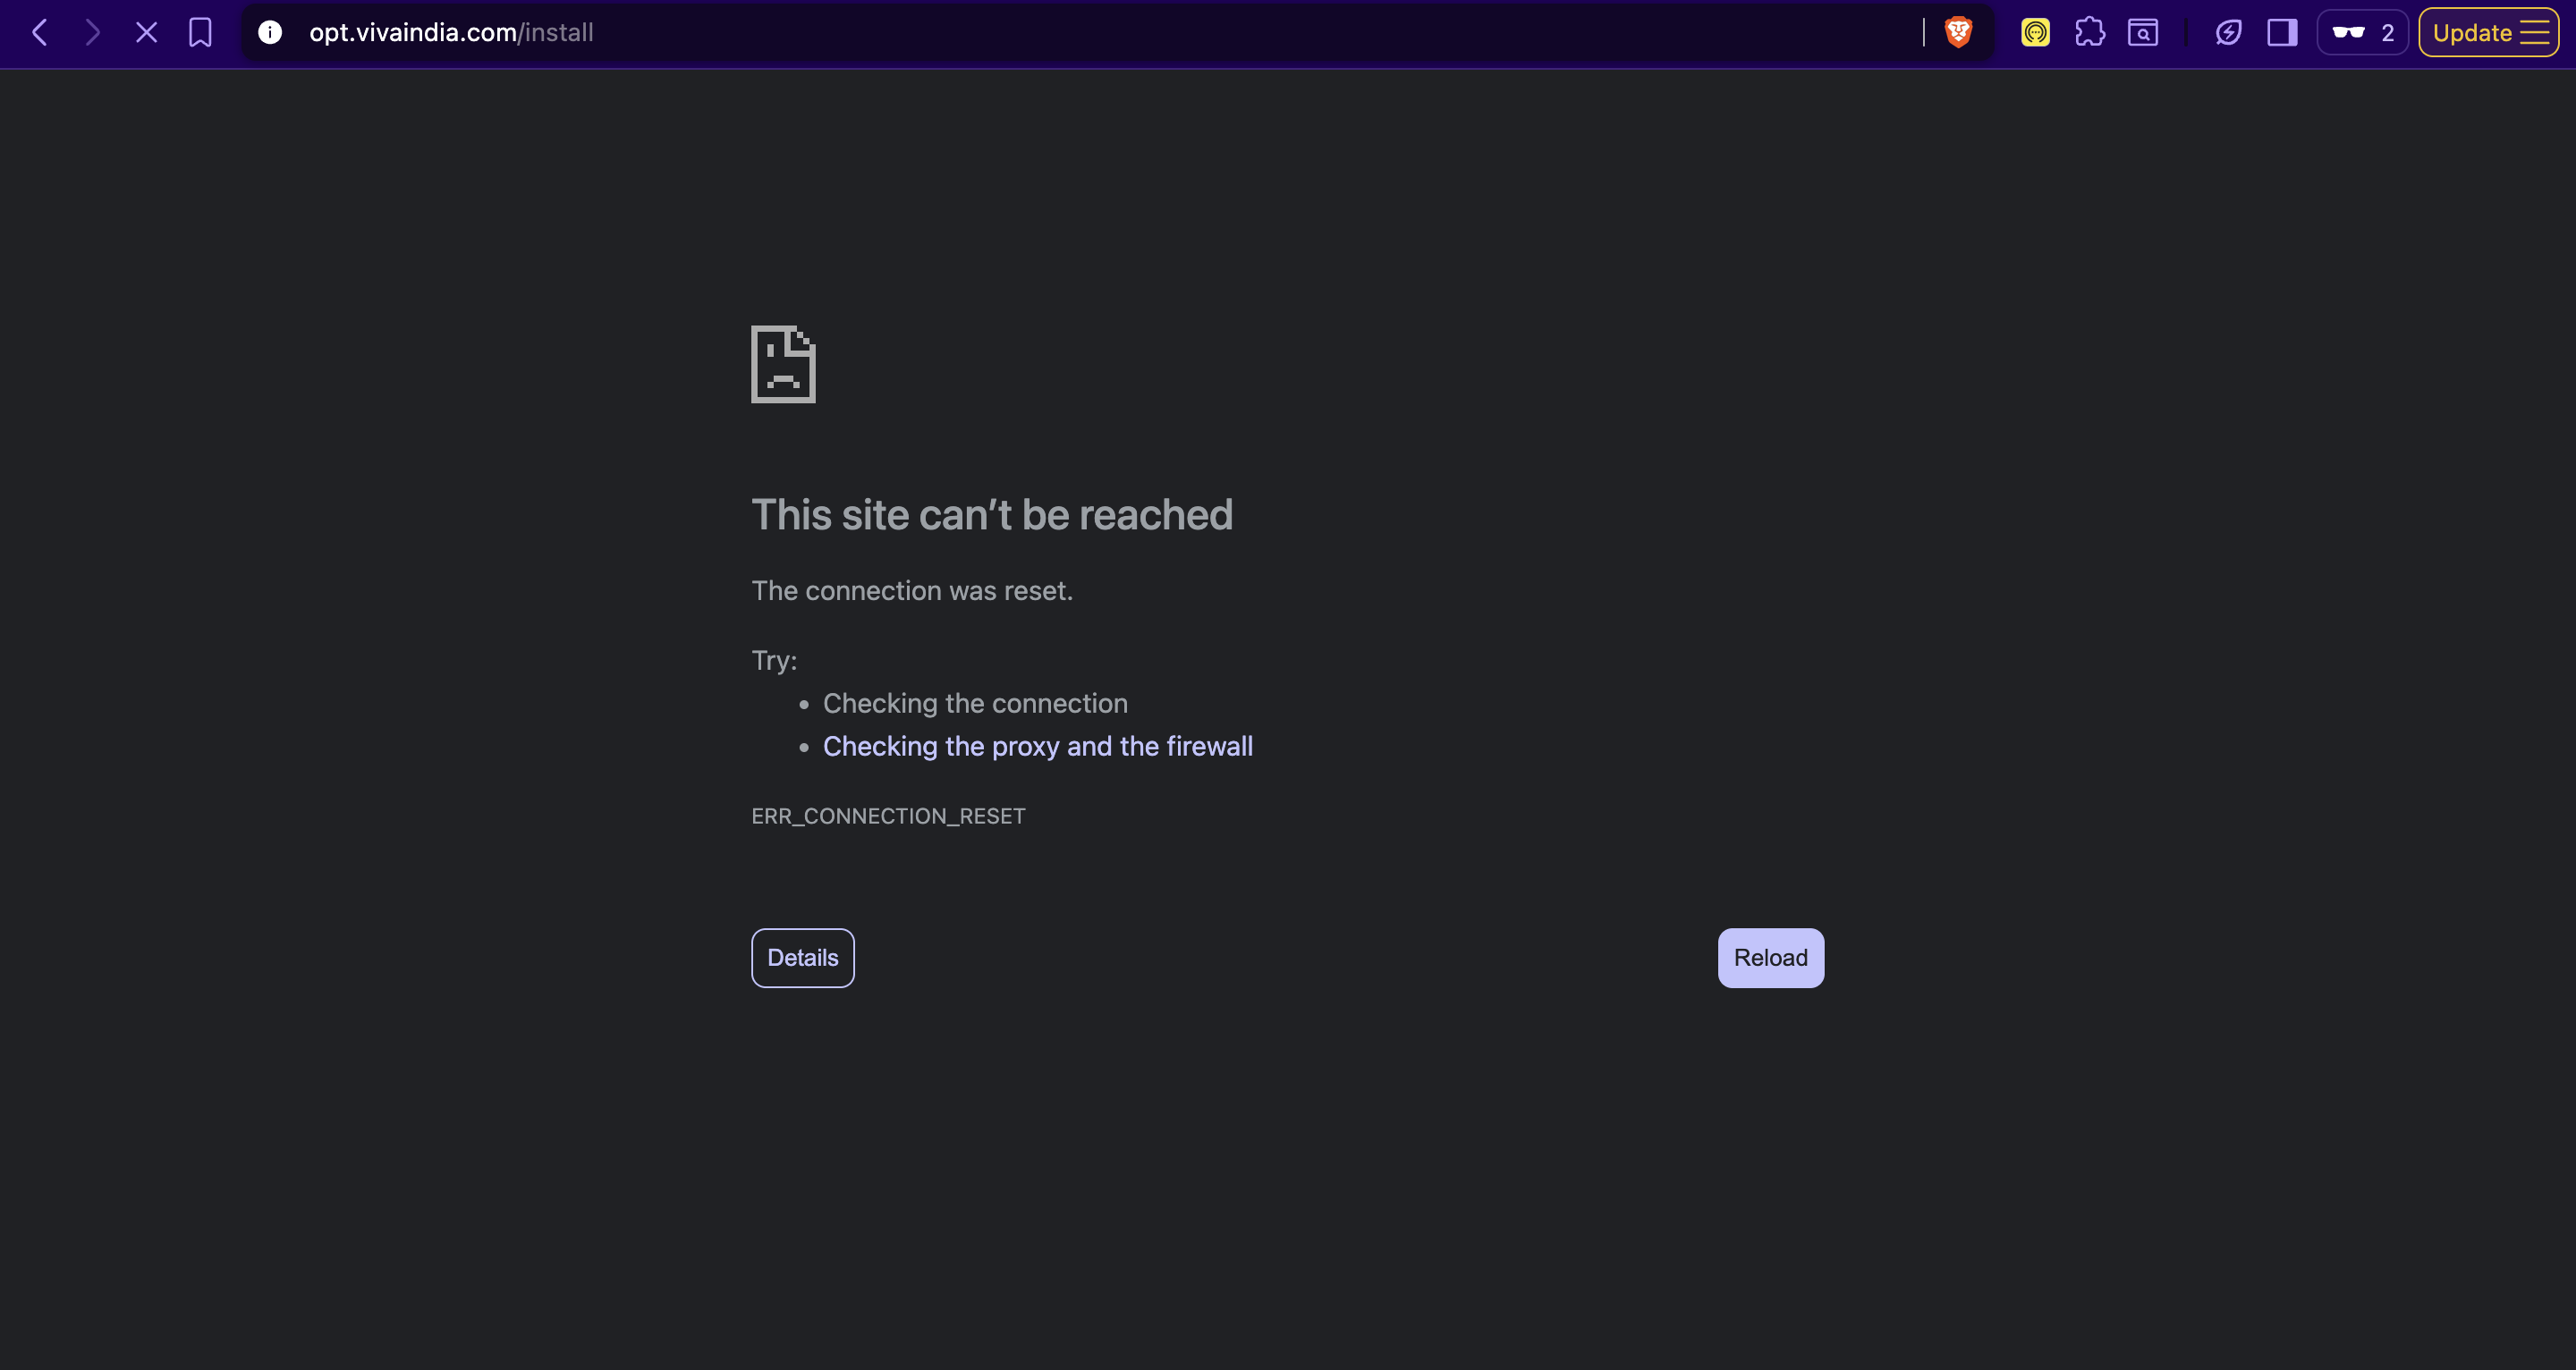 opt.vivaindia.com/install
2
Update
This site can’t be reached
The connection was reset.
Try:
• Checking the connection
• Checking the proxy and the firewall
ERR_CONNECTION_RESET
Details
Reload